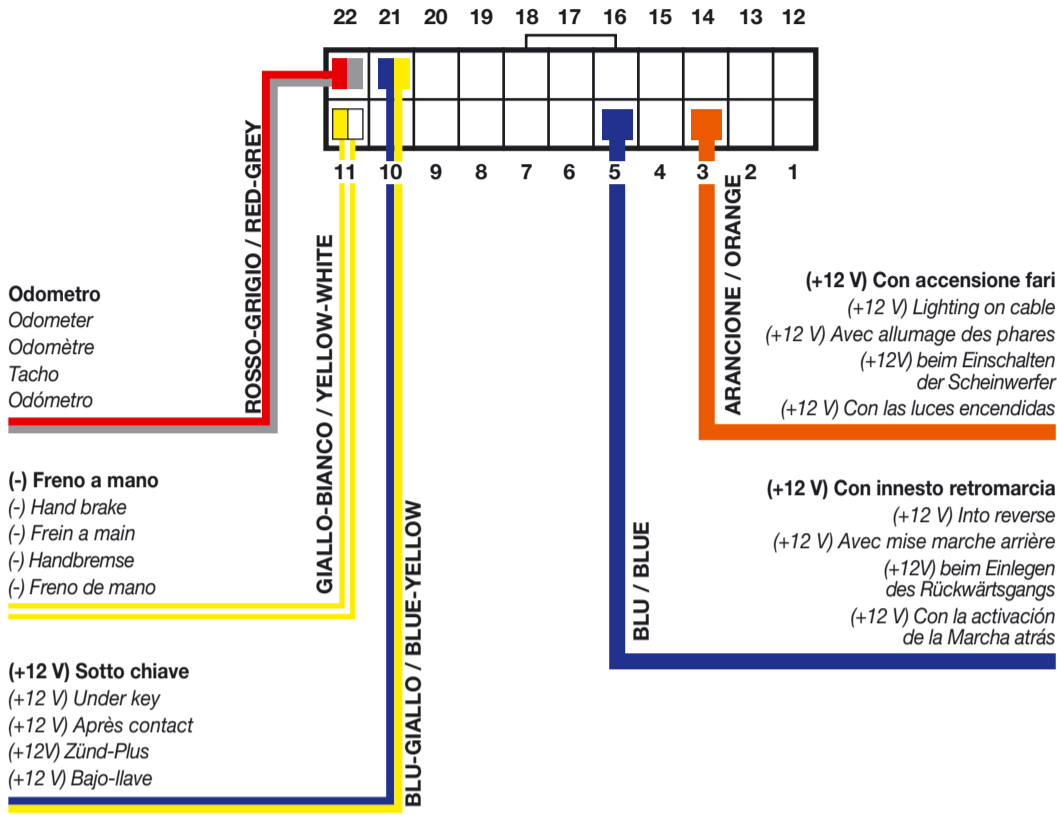 22 21 20 19 18 17 16 15 14 13 12
11 10 9 8 7 6 5 4 3 2 1
ROSSO-GRIGIO / RED-GREY
Odometro
Odometer
Odomètre
Tacho
Odómetro
GIALLO-BIANCO / YELLOW-WHITE
(-) Freno a mano
(-) Hand brake
(-) Frein a main
(-) Handbremse
(-) Freno de mano
BLU-GIALLO / BLUE-YELLOW
(+12 V) Sotto chiave
(+12 V) Under key
(+12 V) Après contact
(+12V) Zünd-Plus
(+12 V) Bajo-llave
ARANCIONE / ORANGE
(+12 V) Con accensione fari
(+12 V) Lighting on cable
(+12 V) Avec allumage des phares
(+12V) beim Einschalten
der Scheinwerfer
(+12 V) Con las luces encendidas
BLU / BLUE
(+12 V) Con innesto retromarcia
(+12 V) Into reverse
(+12 V) Avec mise marche arrière
(+12V) beim Einlegen
des Rückwärtsgangs
(+12 V) Con la activación
de la Marcha atrás